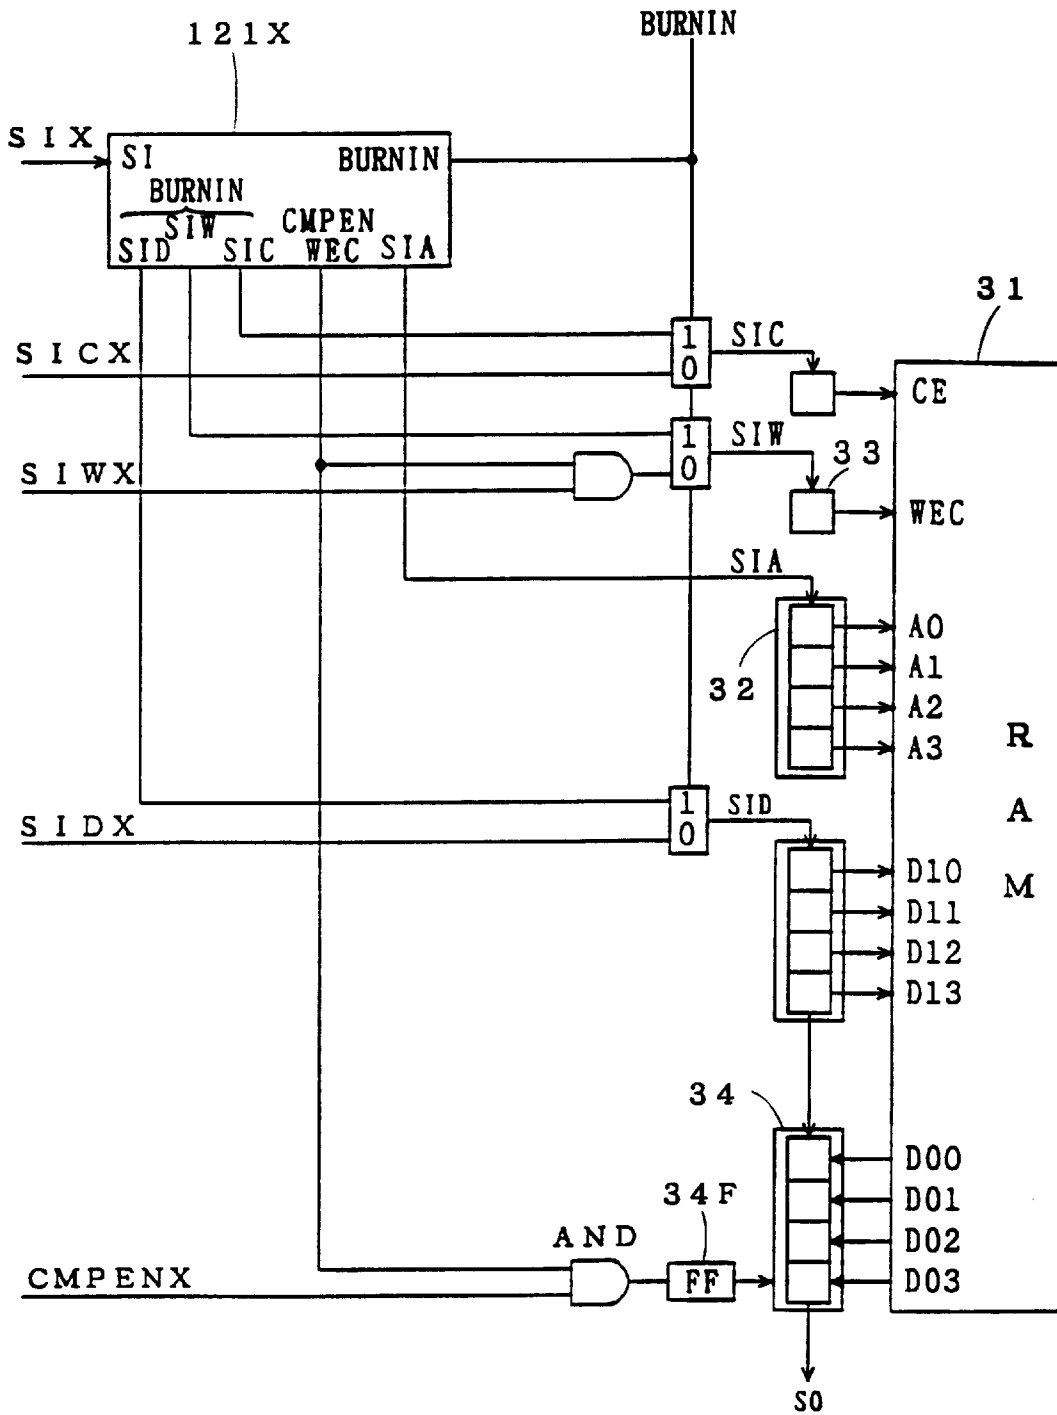 121X
BURNIN
SIX
SI
BURNIN
BURNIN
SIW
CMPEN
SID
SIC
WEC
SIA
31
SICX
1
0
SIC
CE
SIWX
1
0
SIW
33
WEC
SIA
32
A0
A1
A2
A3
RAM
SIDX
1
0
SID
D10
D11
D12
D13
34
D00
D01
D02
D03
34F
AND
FF
CMPENX
SO